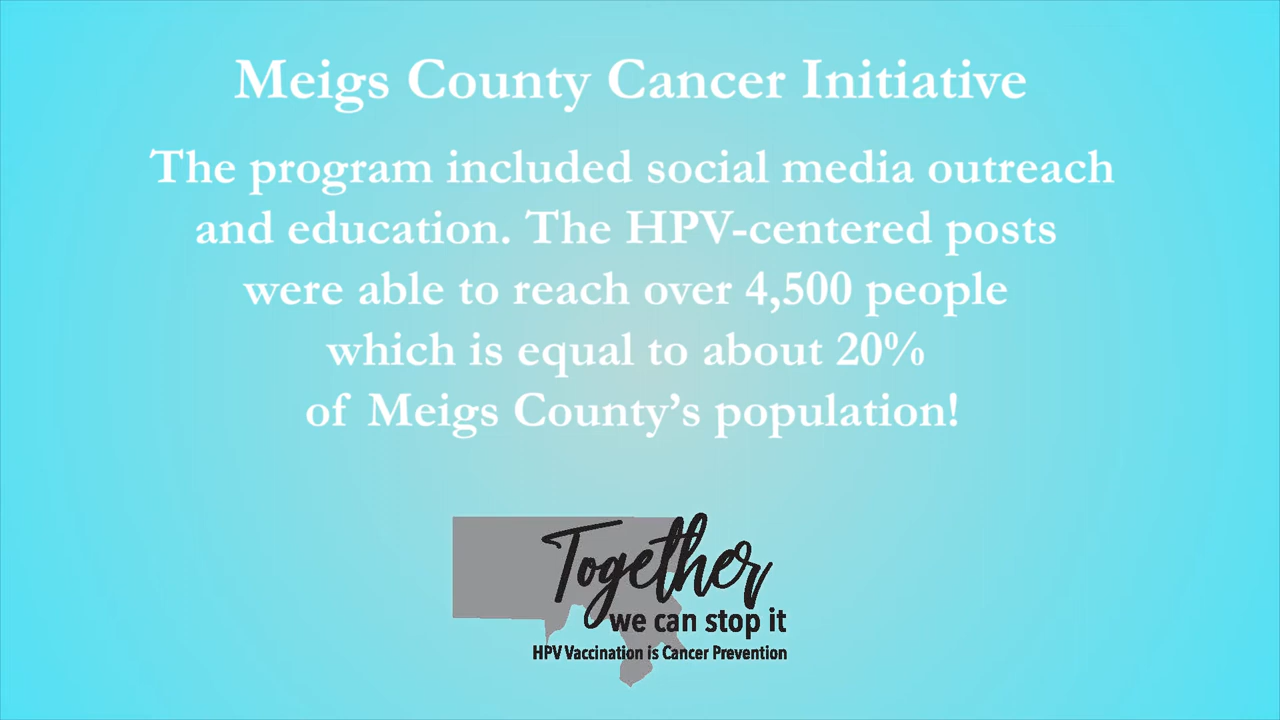 Meigs County Cancer Initiative
The program included social media outreach
and education. The HPV-centered posts
were able to reach over 4,500 people
which is equal to about 20%
of Meigs County’s population!
Together
we can stop it
HPV Vaccination is Cancer Prevention